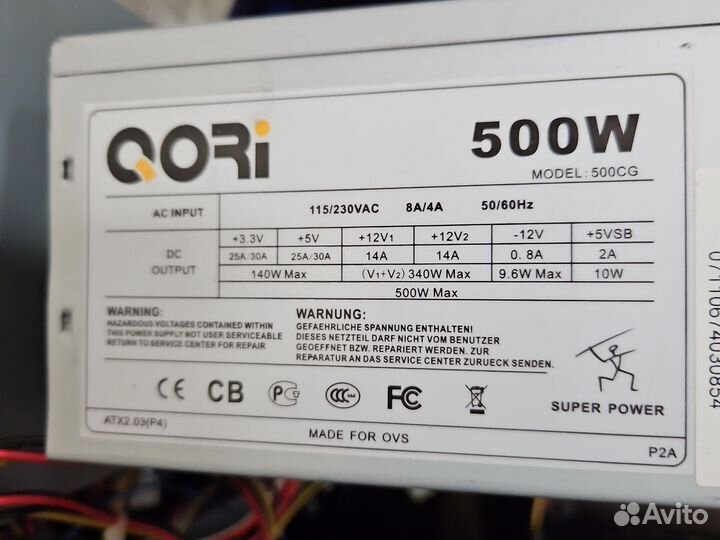 QORi
500W
MODEL: 500CG
AC INPUT 115/230VAC 8A/4A 50/60Hz
DC OUTPUT +3.3V +5V +12V1 +12V2 -12V +5VSB
25A/30A 25A/30A 14A 14A 0.8A 2A
140W Max (V1+V2) 340W Max 9.6W Max 10W
500W Max
WARNING:
HAZARDOUS VOLTAGES CONTAINED WITHIN
THIS POWER SUPPLY NOT USER SERVICEABLE
RETURN TO SERVICE CENTER FOR REPAIR
WARNUNG:
GEFAEHRLICHE SPANNUNG ENTHALTEN!
DIESES NETZTEIL DARF NICHT VOM BENUTZER
GEOEFFNET BZW. REPARIERT WERDEN. ZUR
REPARATUR AN DAS SERVICE CENTER ZURUECK SENDEN.
CE CB PG CCC FC
SUPER POWER
ATX2.03(P4)
MADE FOR OVS
P2A
07110674030854
Avito